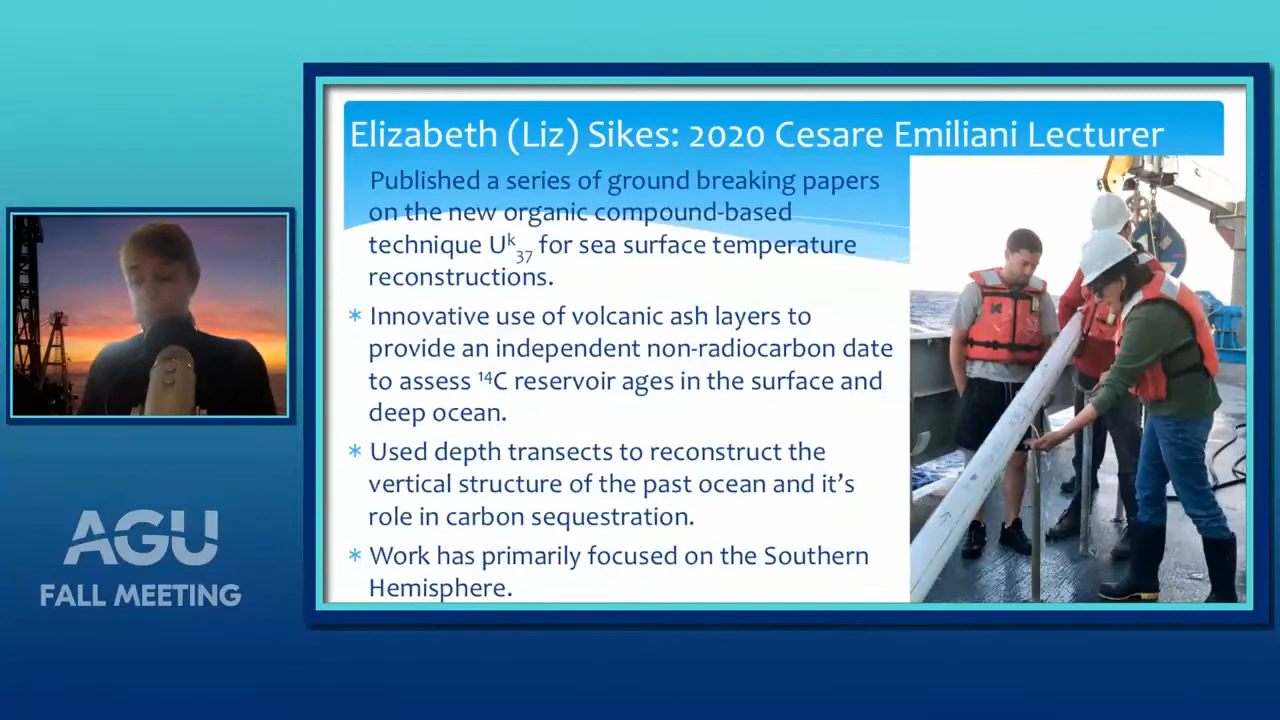 Elizabeth (Liz) Sikes: 2020 Cesare Emiliani Lecturer
Published a series of ground breaking papers
on the new organic compound-based
technique Uᵏ₃₇ for sea surface temperature
reconstructions.
* Innovative use of volcanic ash layers to
provide an independent non-radiocarbon date
to assess ¹⁴C reservoir ages in the surface and
deep ocean.
* Used depth transects to reconstruct the
vertical structure of the past ocean and it’s
role in carbon sequestration.
* Work has primarily focused on the Southern
Hemisphere.
AGU
FALL MEETING